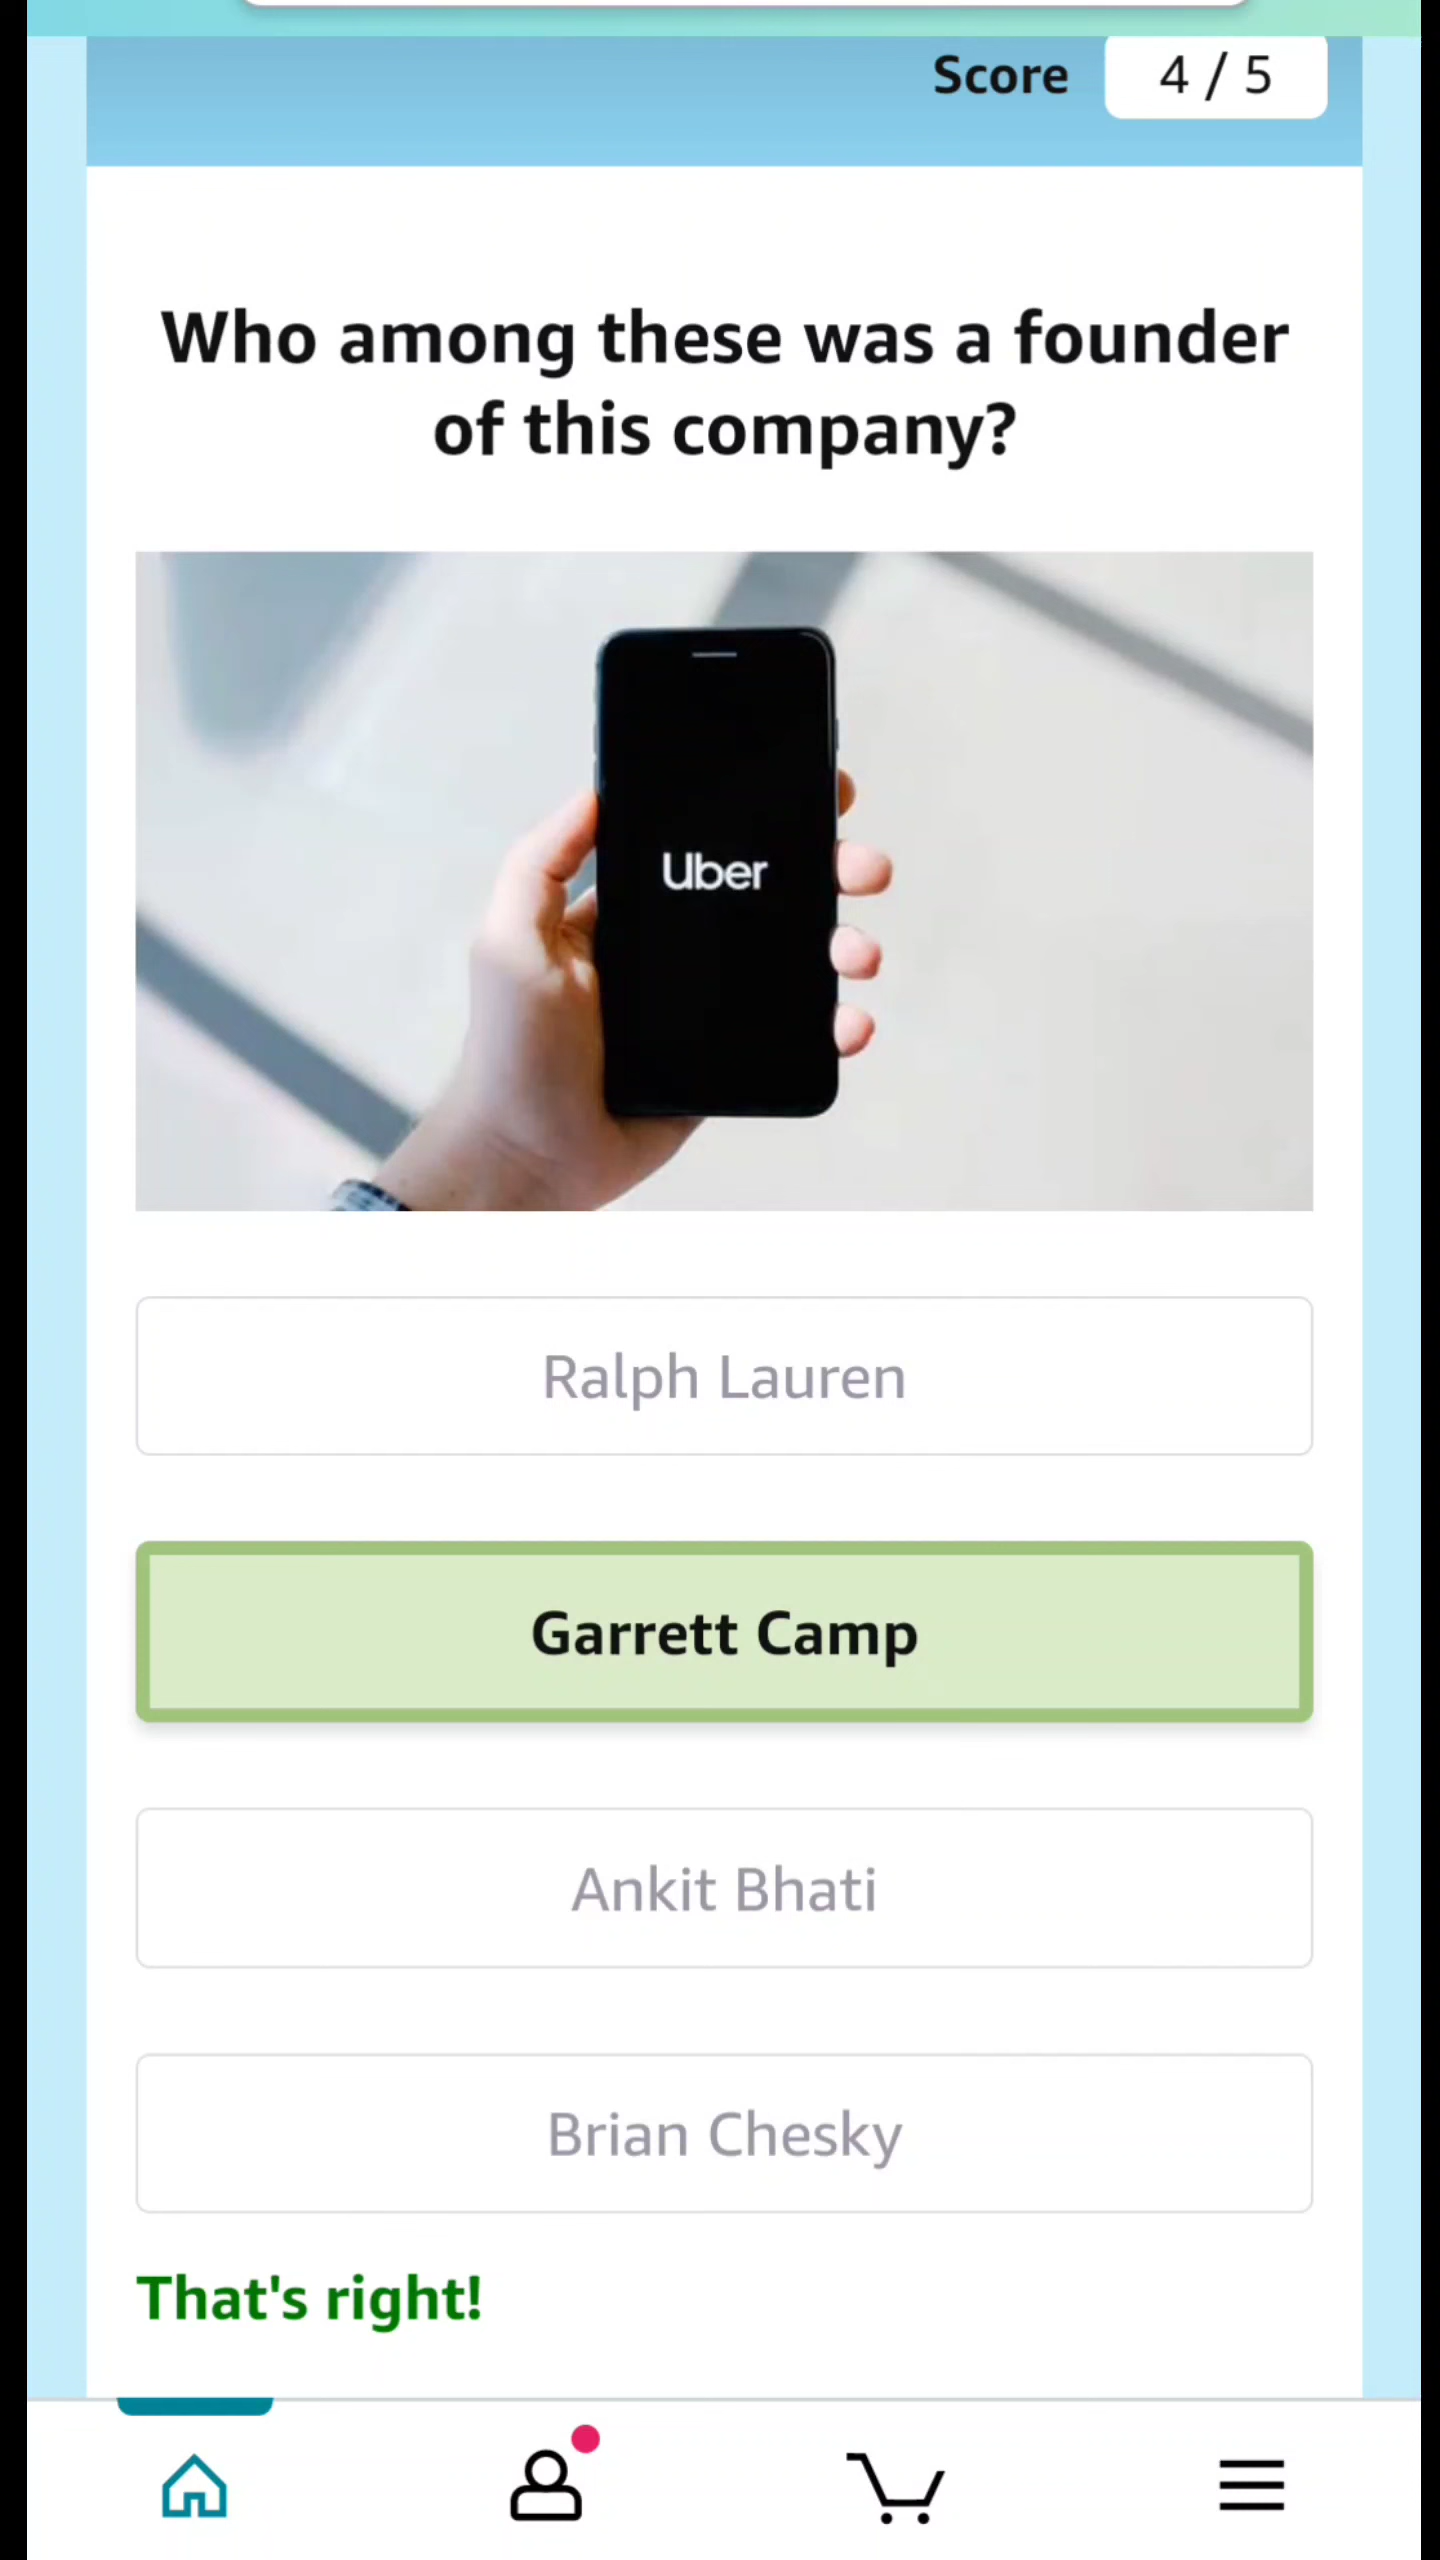 Score 4 / 5
Who among these was a founder
of this company?
Uber
Ralph Lauren
Garrett Camp
Ankit Bhati
Brian Chesky
That's right!